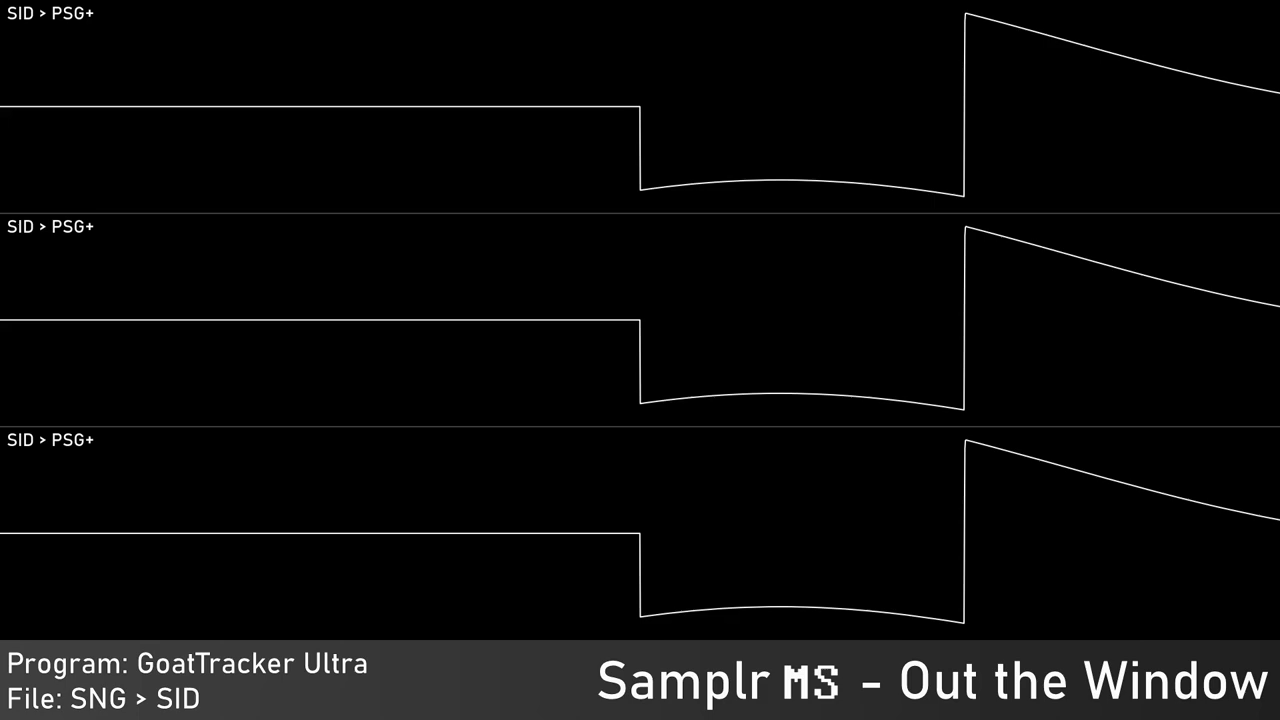 SID > PSG+
SID > PSG+
SID > PSG+
Program: GoatTracker Ultra
File: SNG > SID
Samplr MS - Out the Window